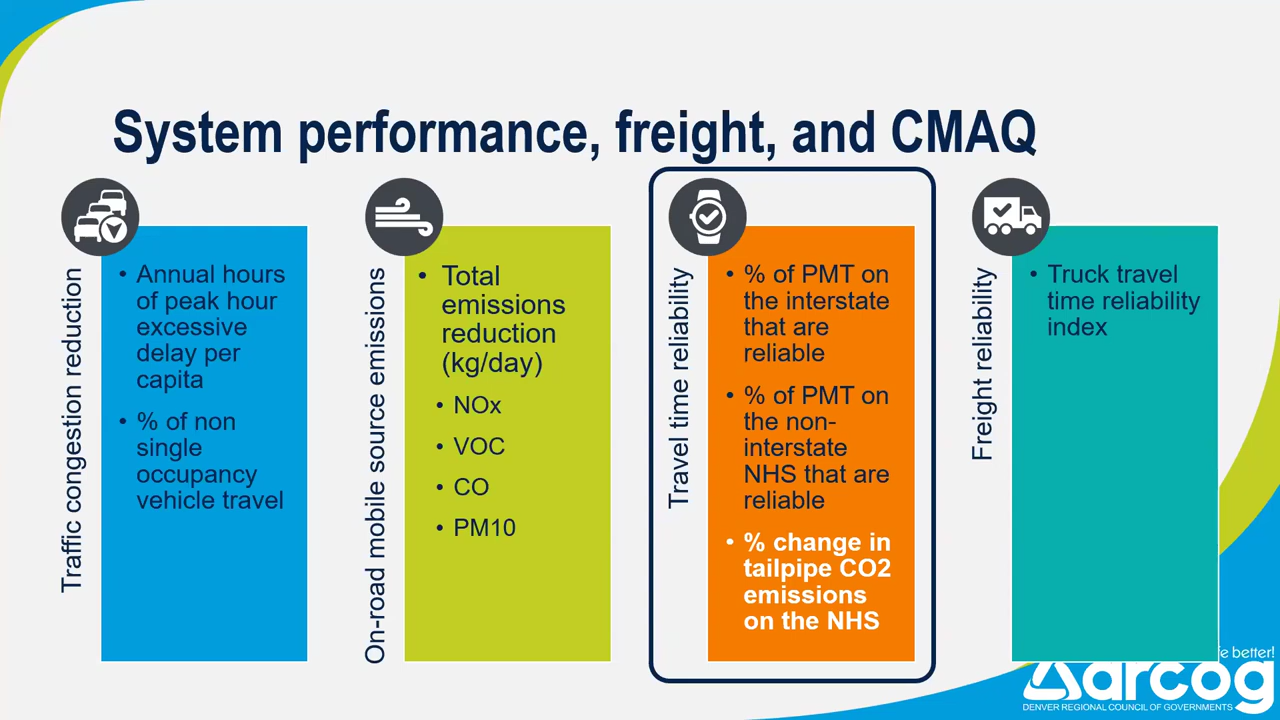 System performance, freight, and CMAQ
Traffic congestion reduction
• Annual hours
of peak hour
excessive
delay per
capita
• % of non
single
occupancy
vehicle travel
On-road mobile source emissions
• Total
emissions
reduction
(kg/day)
• NOx
• VOC
• CO
• PM10
Travel time reliability
• % of PMT on
the interstate
that are
reliable
• % of PMT on
the non-
interstate
NHS that are
reliable
• % change in
tailpipe CO2
emissions
on the NHS
Freight reliability
• Truck travel
time reliability
index
fe better!
drcog
DENVER REGIONAL COUNCIL OF GOVERNMENTS